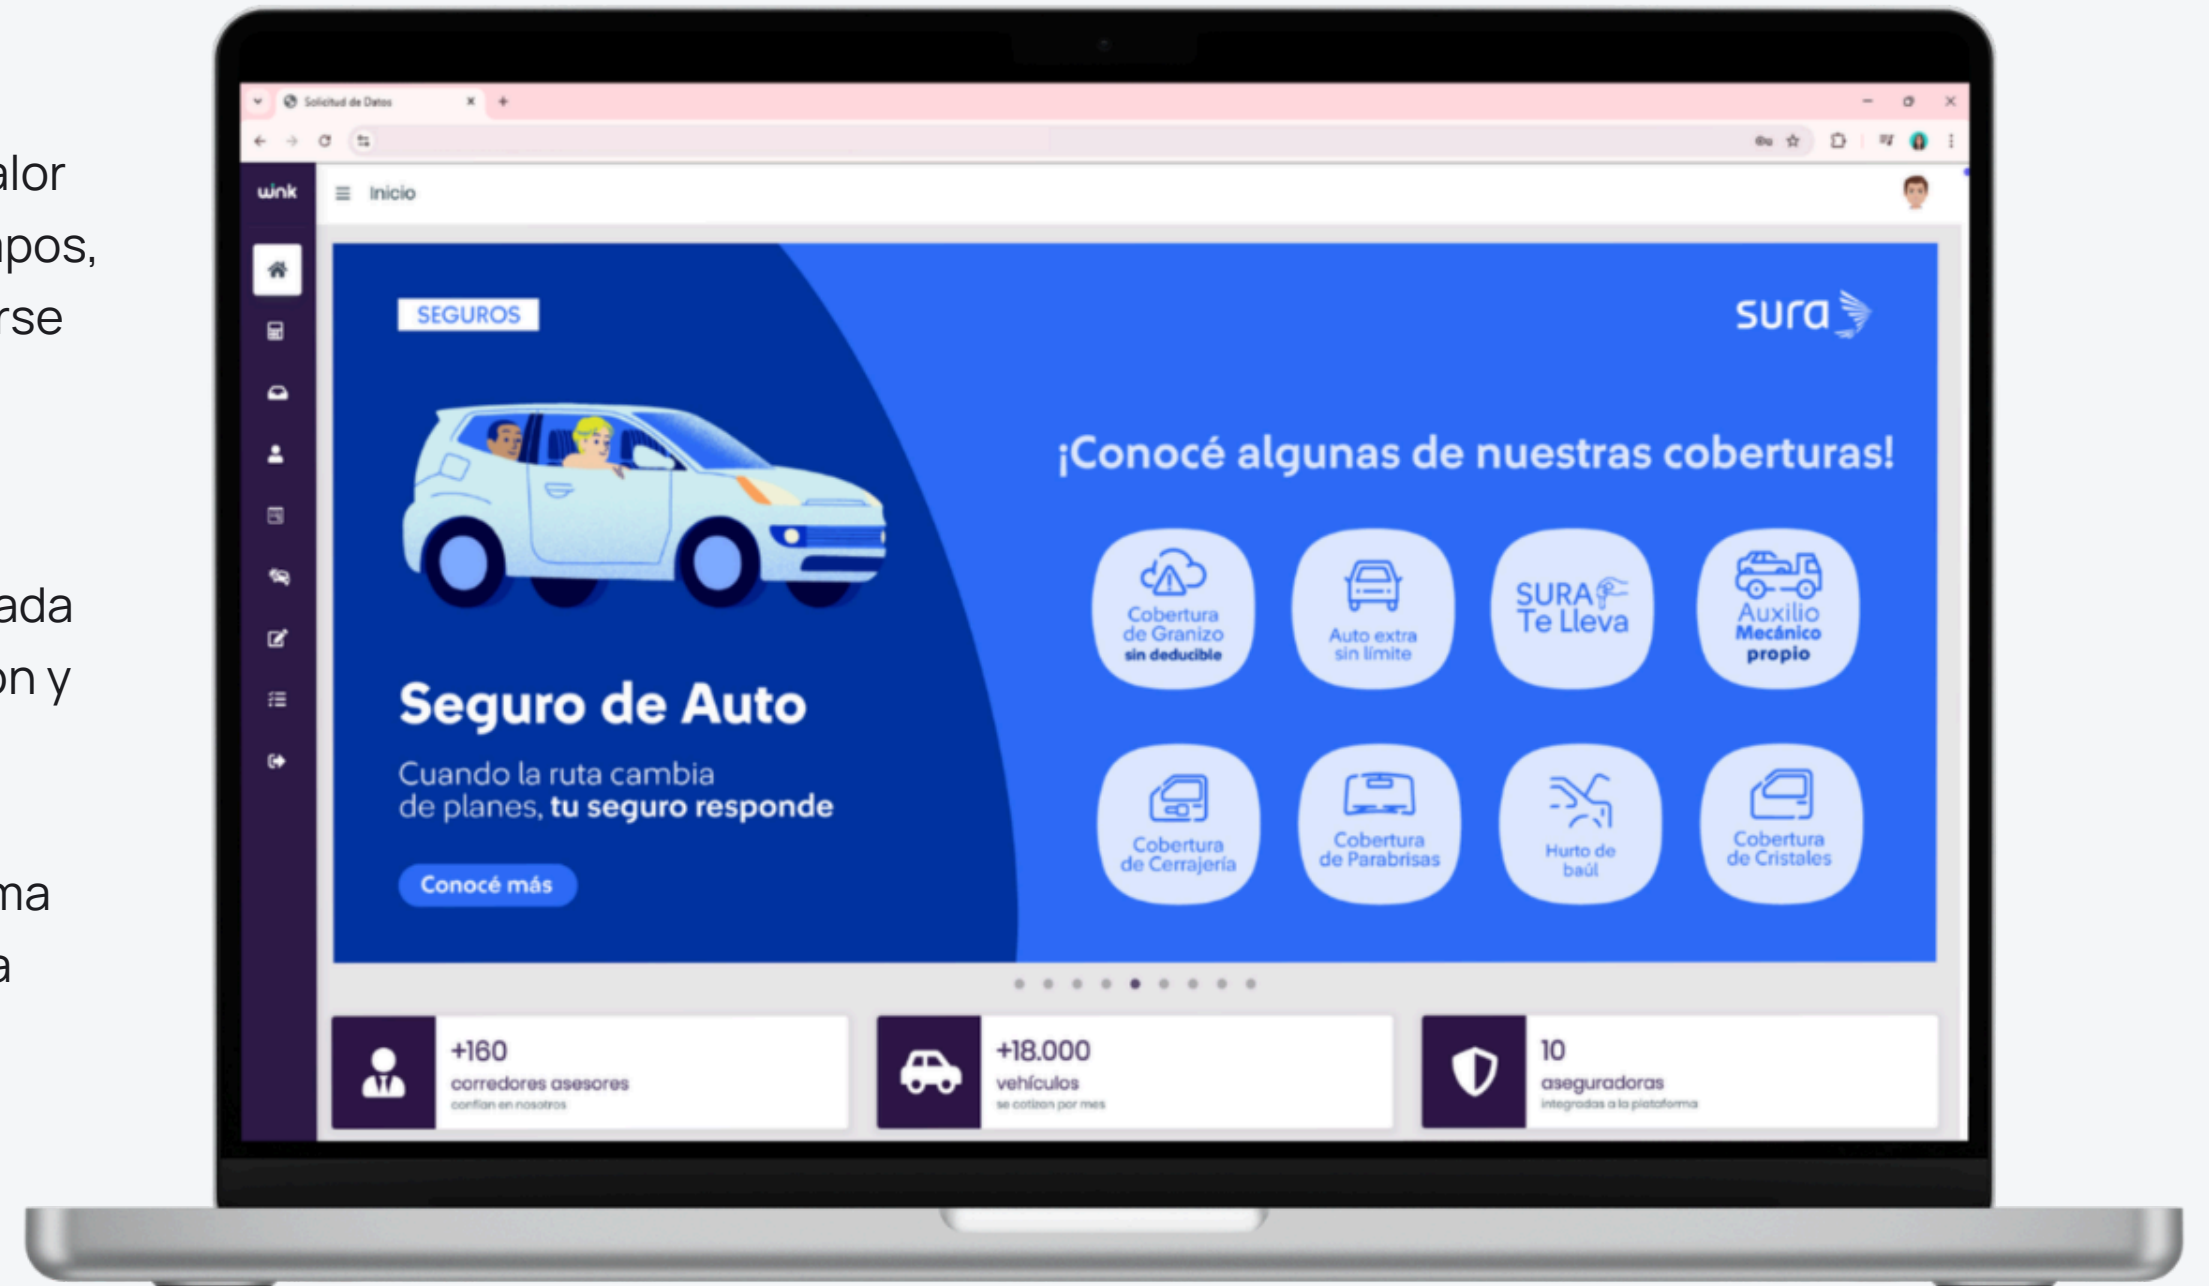 alor
pos,
rse
ada
ón y
ma
a
Solicitud de Datos
wink
Inicio
SEGUROS
sura
Seguro de Auto
Cuando la ruta cambia
de planes, tu seguro responde
Conocé más
¡Conocé algunas de nuestras coberturas!
Cobertura
de Granizo
sin deducible
Auto extra
sin límite
SURA
Te Lleva
Auxilio
Mecánico
propio
Cobertura
de Cerrajería
Cobertura
de Parabrisas
Hurto de
baúl
Cobertura
de Cristales
+160
corredores asesores
confían en nosotros
+18.000
vehículos
se cotizan por mes
10
aseguradoras
integradas a la plataforma